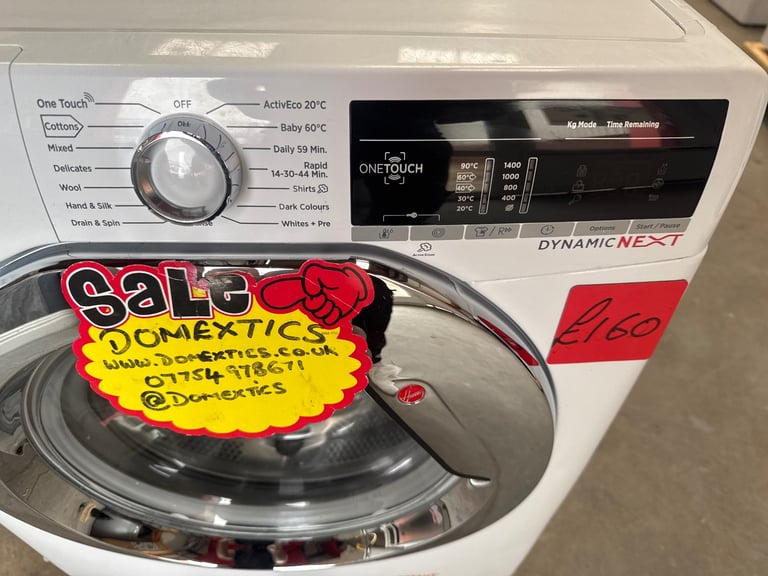 One Touch
OFF
ActivEco 20°C
Cottons
Off
Baby 60°C
Mixed
Daily 59 Min.
Delicates
Rapid
14-30-44 Min.
Wool
Shirts
Hand & Silk
Dark Colours
Drain & Spin
Whites + Pre
Kg Mode Time Remaining
ONETOUCH
90°C 1400
60°C 1000
40°C 800
30°C 400
20°C
Options
Start / Pause
DYNAMIC NEXT
Sale
DOMEXTICS
WWW.DOMEXTICS.CO.UK
07754 978671
@DOMEXTICS
£160
Hoover